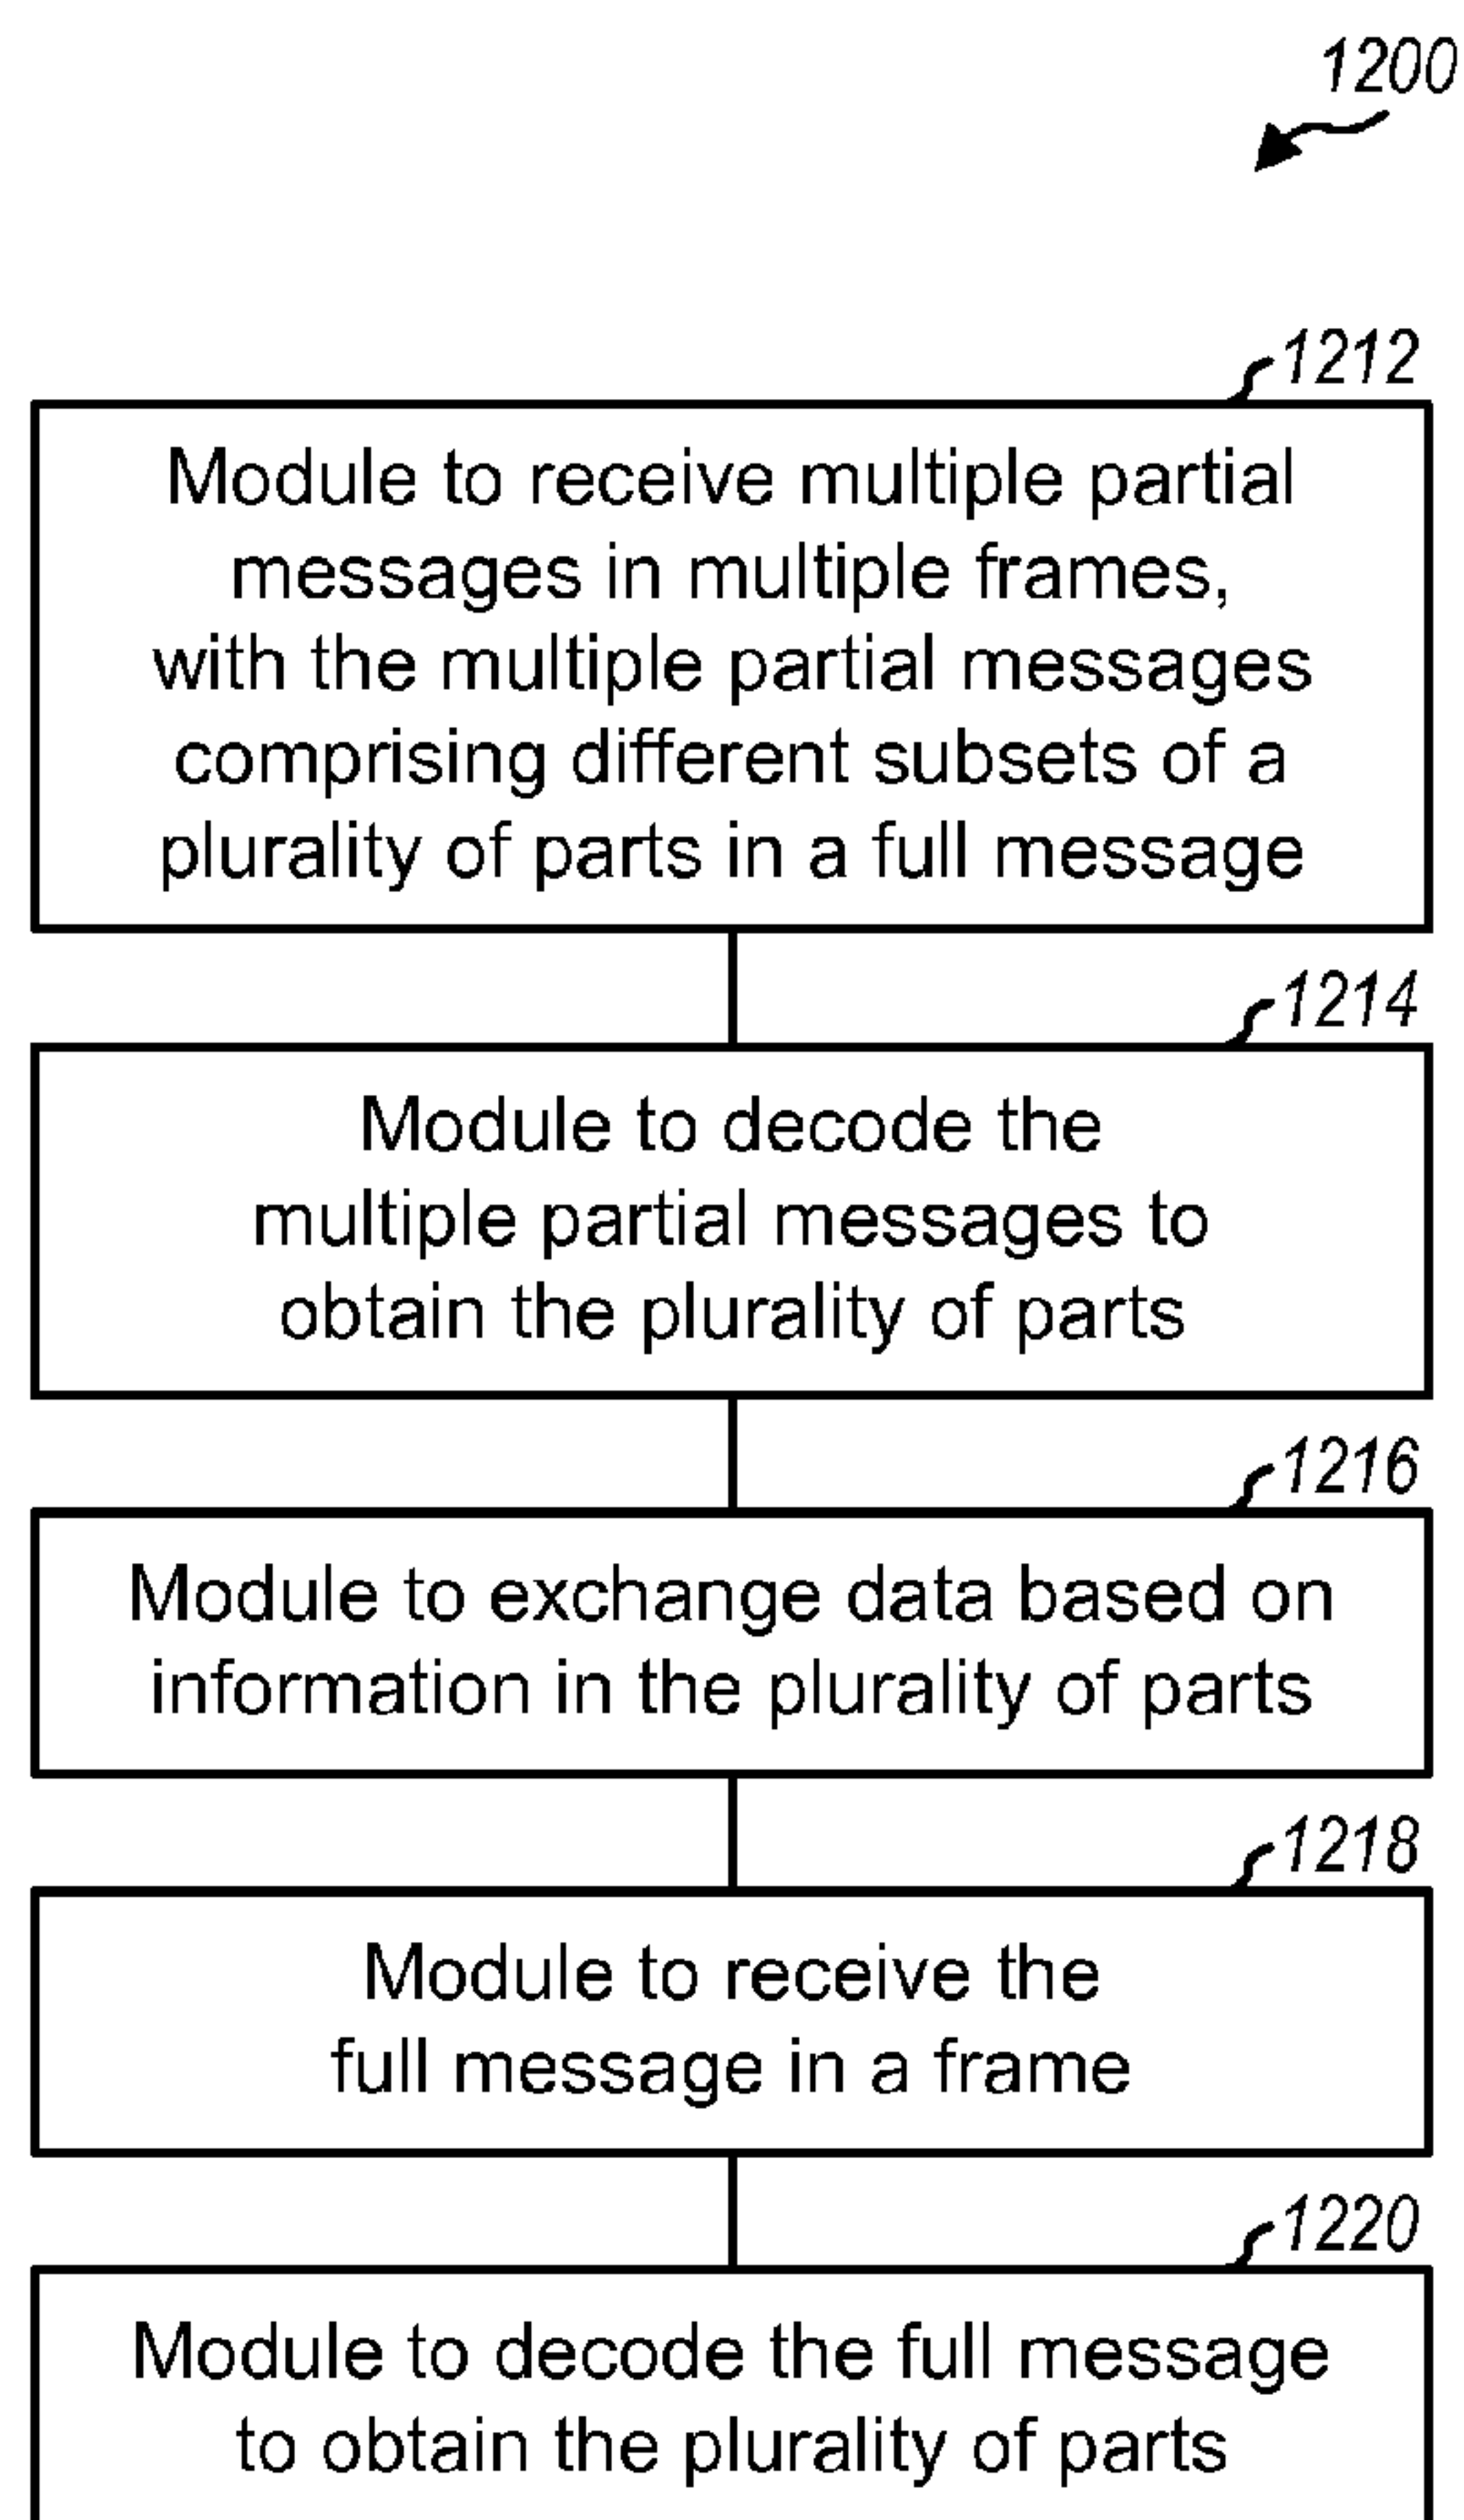 1200
1212
Module to receive multiple partial
messages in multiple frames,
with the multiple partial messages
comprising different subsets of a
plurality of parts in a full message
1214
Module to decode the
multiple partial messages to
obtain the plurality of parts
1216
Module to exchange data based on
information in the plurality of parts
1218
Module to receive the
full message in a frame
1220
Module to decode the full message
to obtain the plurality of parts